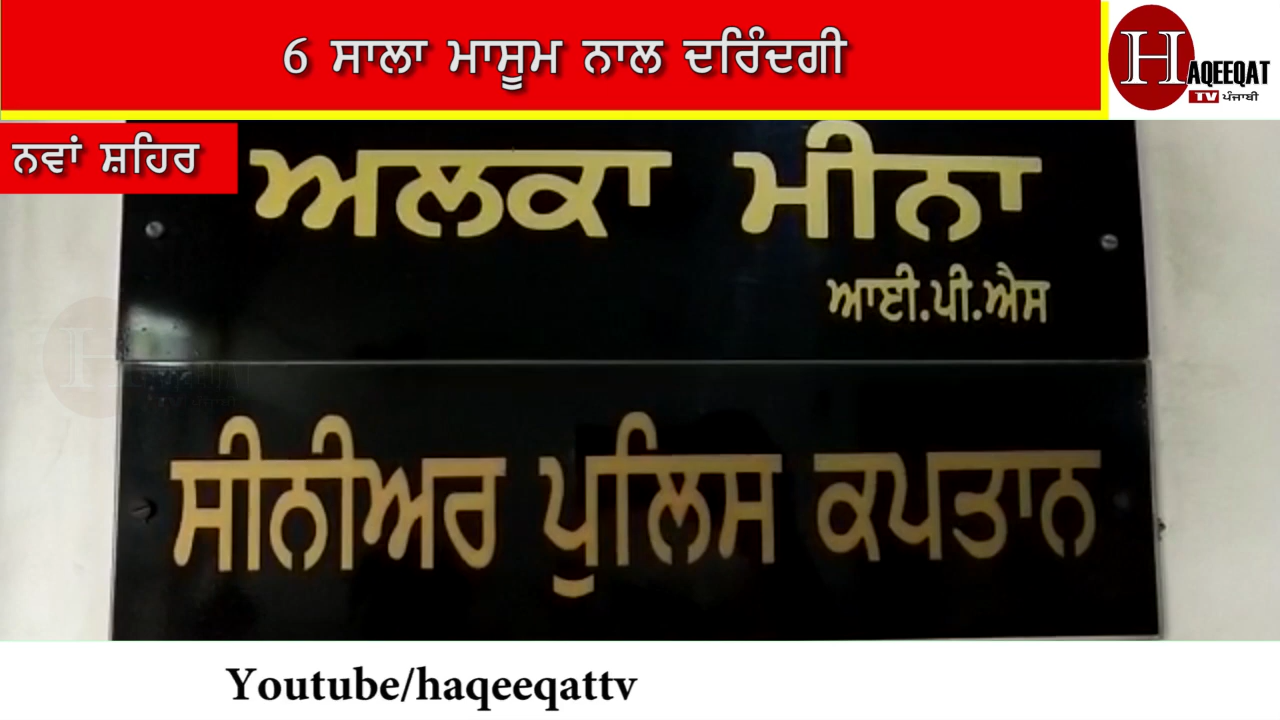 6 ਸਾਲਾ ਮਾਸੂਮ ਨਾਲ ਦਰਿੰਦਗੀ
HAQEEQAT
TV ਪੰਜਾਬੀ
ਨਵਾਂ ਸ਼ਹਿਰ
ਅਲਕਾ ਮੀਨਾ
ਆਈ.ਪੀ.ਐਸ
ਸੀਨੀਅਰ ਪੁਲਿਸ ਕਪਤਾਨ
Youtube/haqeeqattv